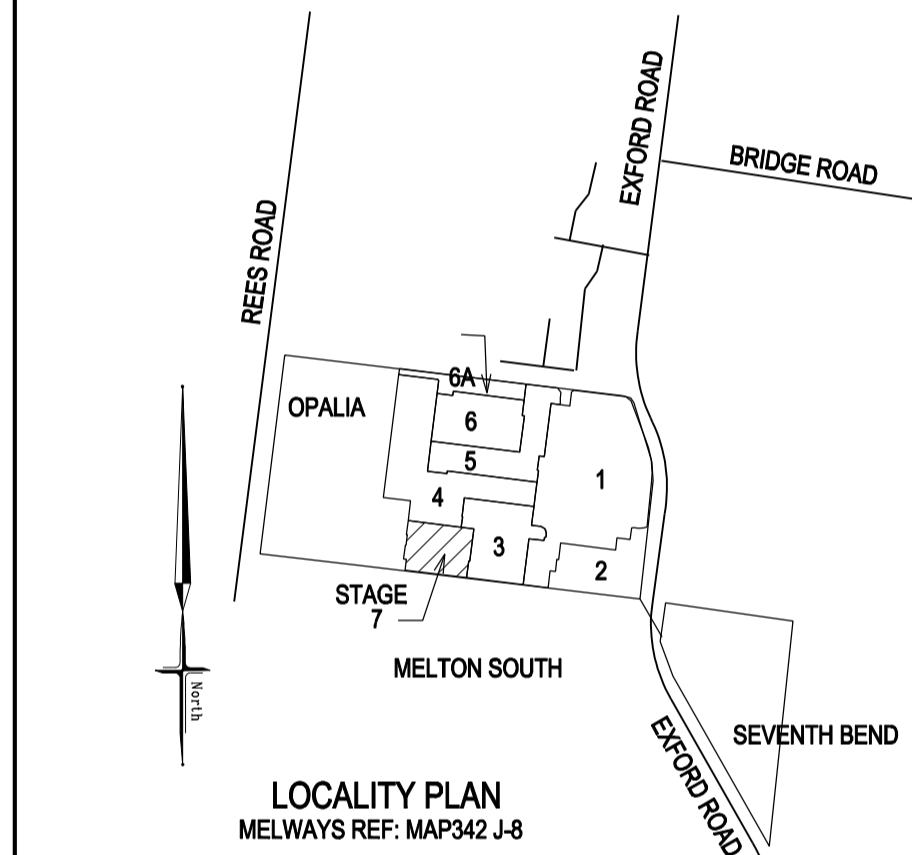 EXFORD ROAD
BRIDGE ROAD
REES ROAD
6A
OPALIA
6
5
1
4
3
2
STAGE
7
MELTON SOUTH
North
SEVENTH BEND
EXFORD ROAD
LOCALITY PLAN
MELWAYS REF: MAP342 J-8